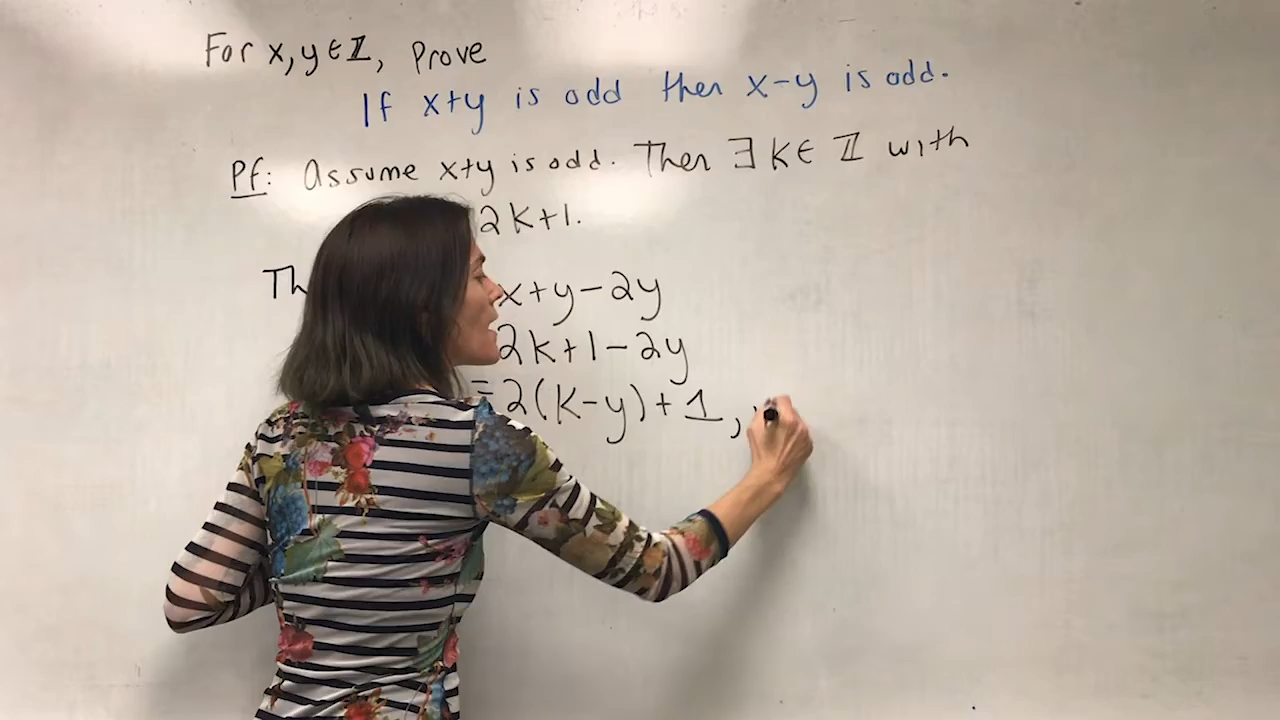 For x, y ∈ ℤ, Prove
If x+y is odd then x-y is odd.
Pf: Assume x+y is odd. Then ∃ k ∈ ℤ with
2k+1.
Th x+y-2y
2k+1-2y
=2(k-y)+1,